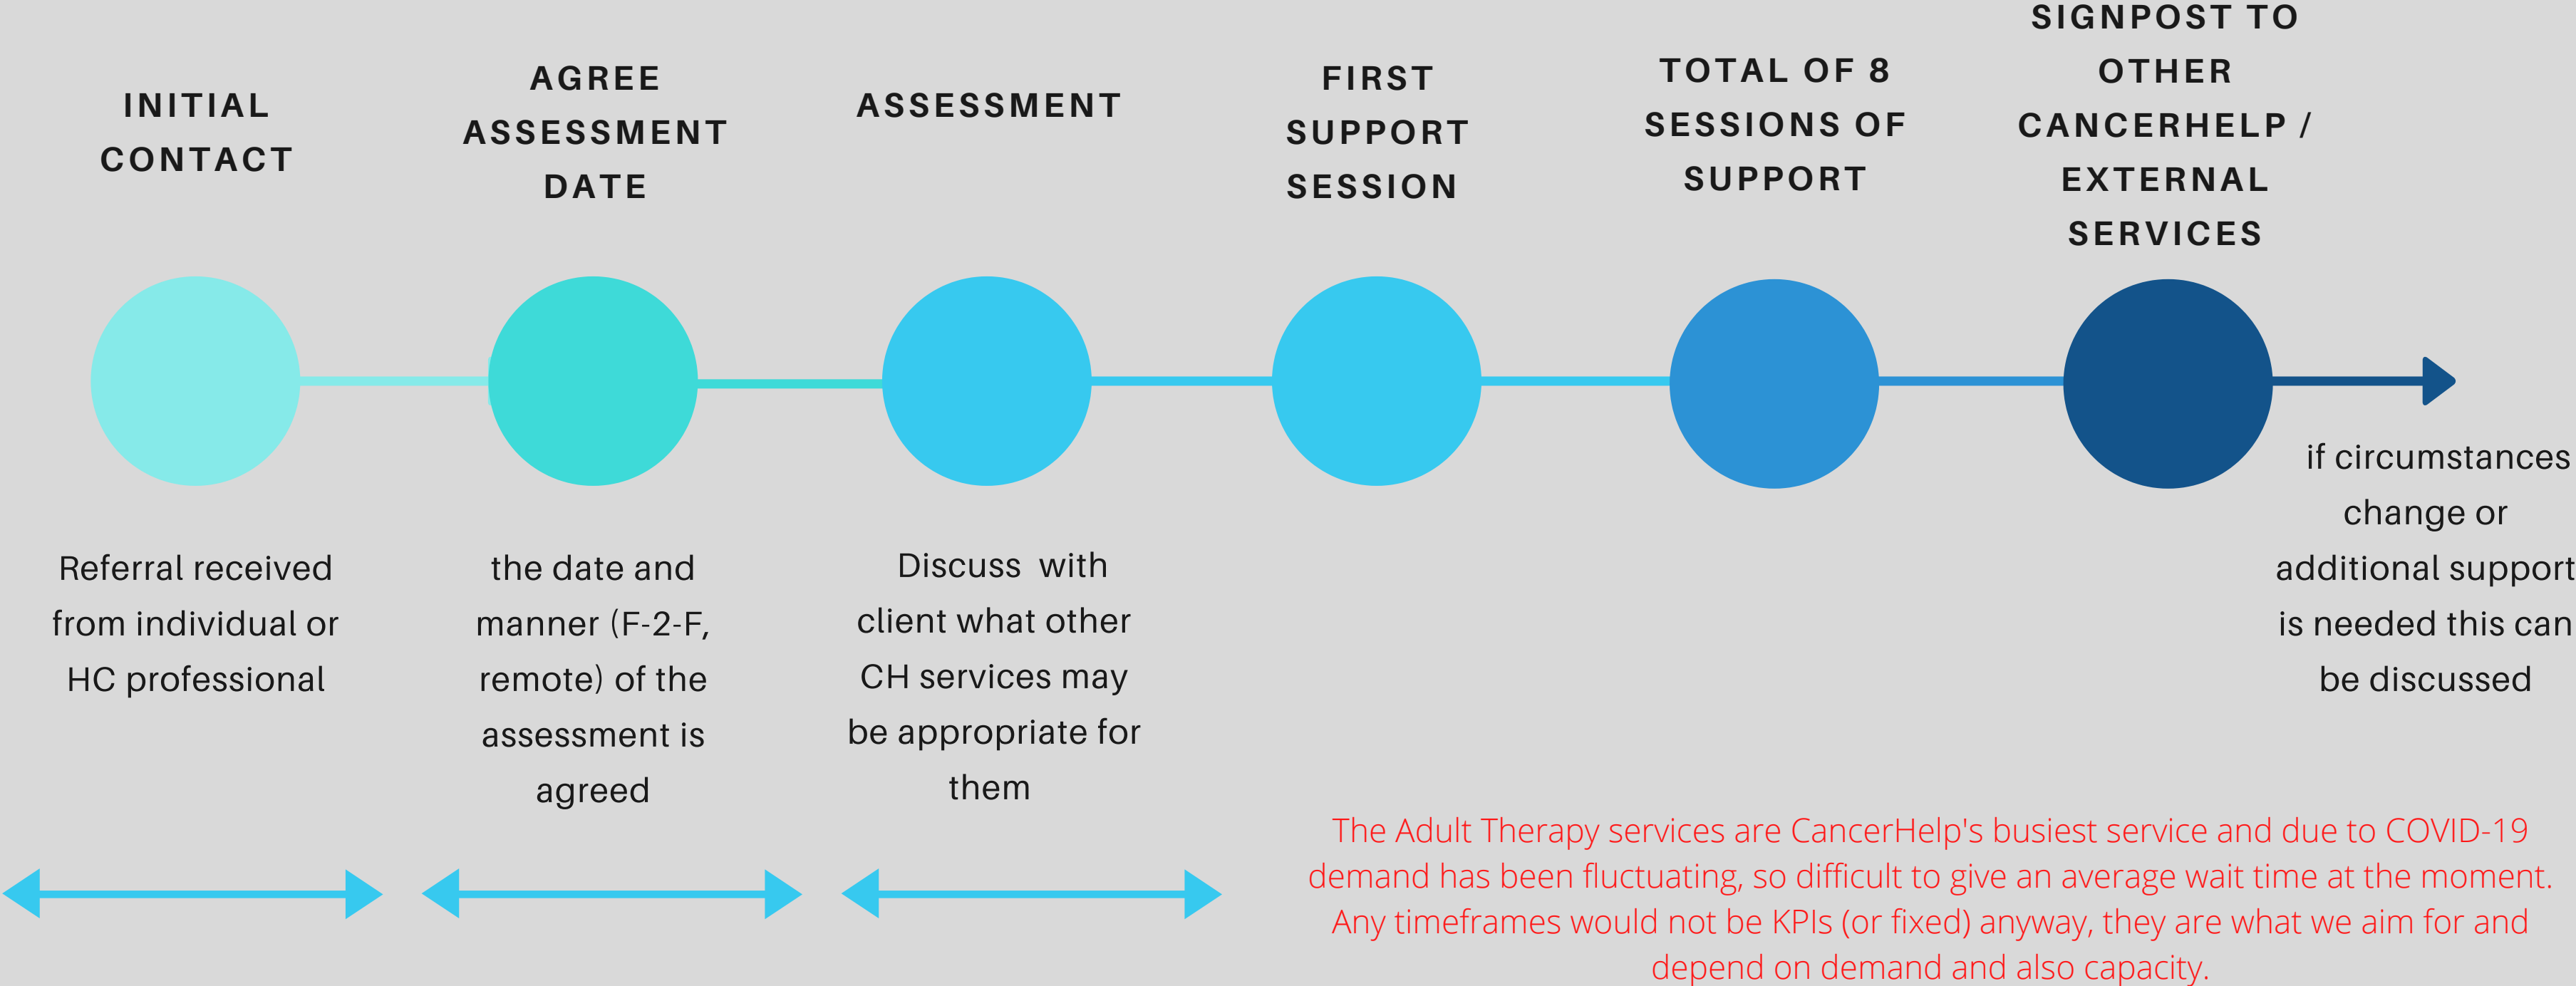 INITIAL
CONTACT
AGREE
ASSESSMENT
DATE
ASSESSMENT
FIRST
SUPPORT
SESSION
TOTAL OF 8
SESSIONS OF
SUPPORT
SIGNPOST TO
OTHER
CANCERHELP /
EXTERNAL
SERVICES
Referral received
from individual or
HC professional
the date and
manner (F-2-F,
remote) of the
assessment is
agreed
Discuss  with
client what other
CH services may
be appropriate for
them
if circumstances
change or
additional support
is needed this can
be discussed
The Adult Therapy services are CancerHelp's busiest service and due to COVID-19
demand has been fluctuating, so difficult to give an average wait time at the moment.
Any timeframes would not be KPIs (or fixed) anyway, they are what we aim for and
depend on demand and also capacity.